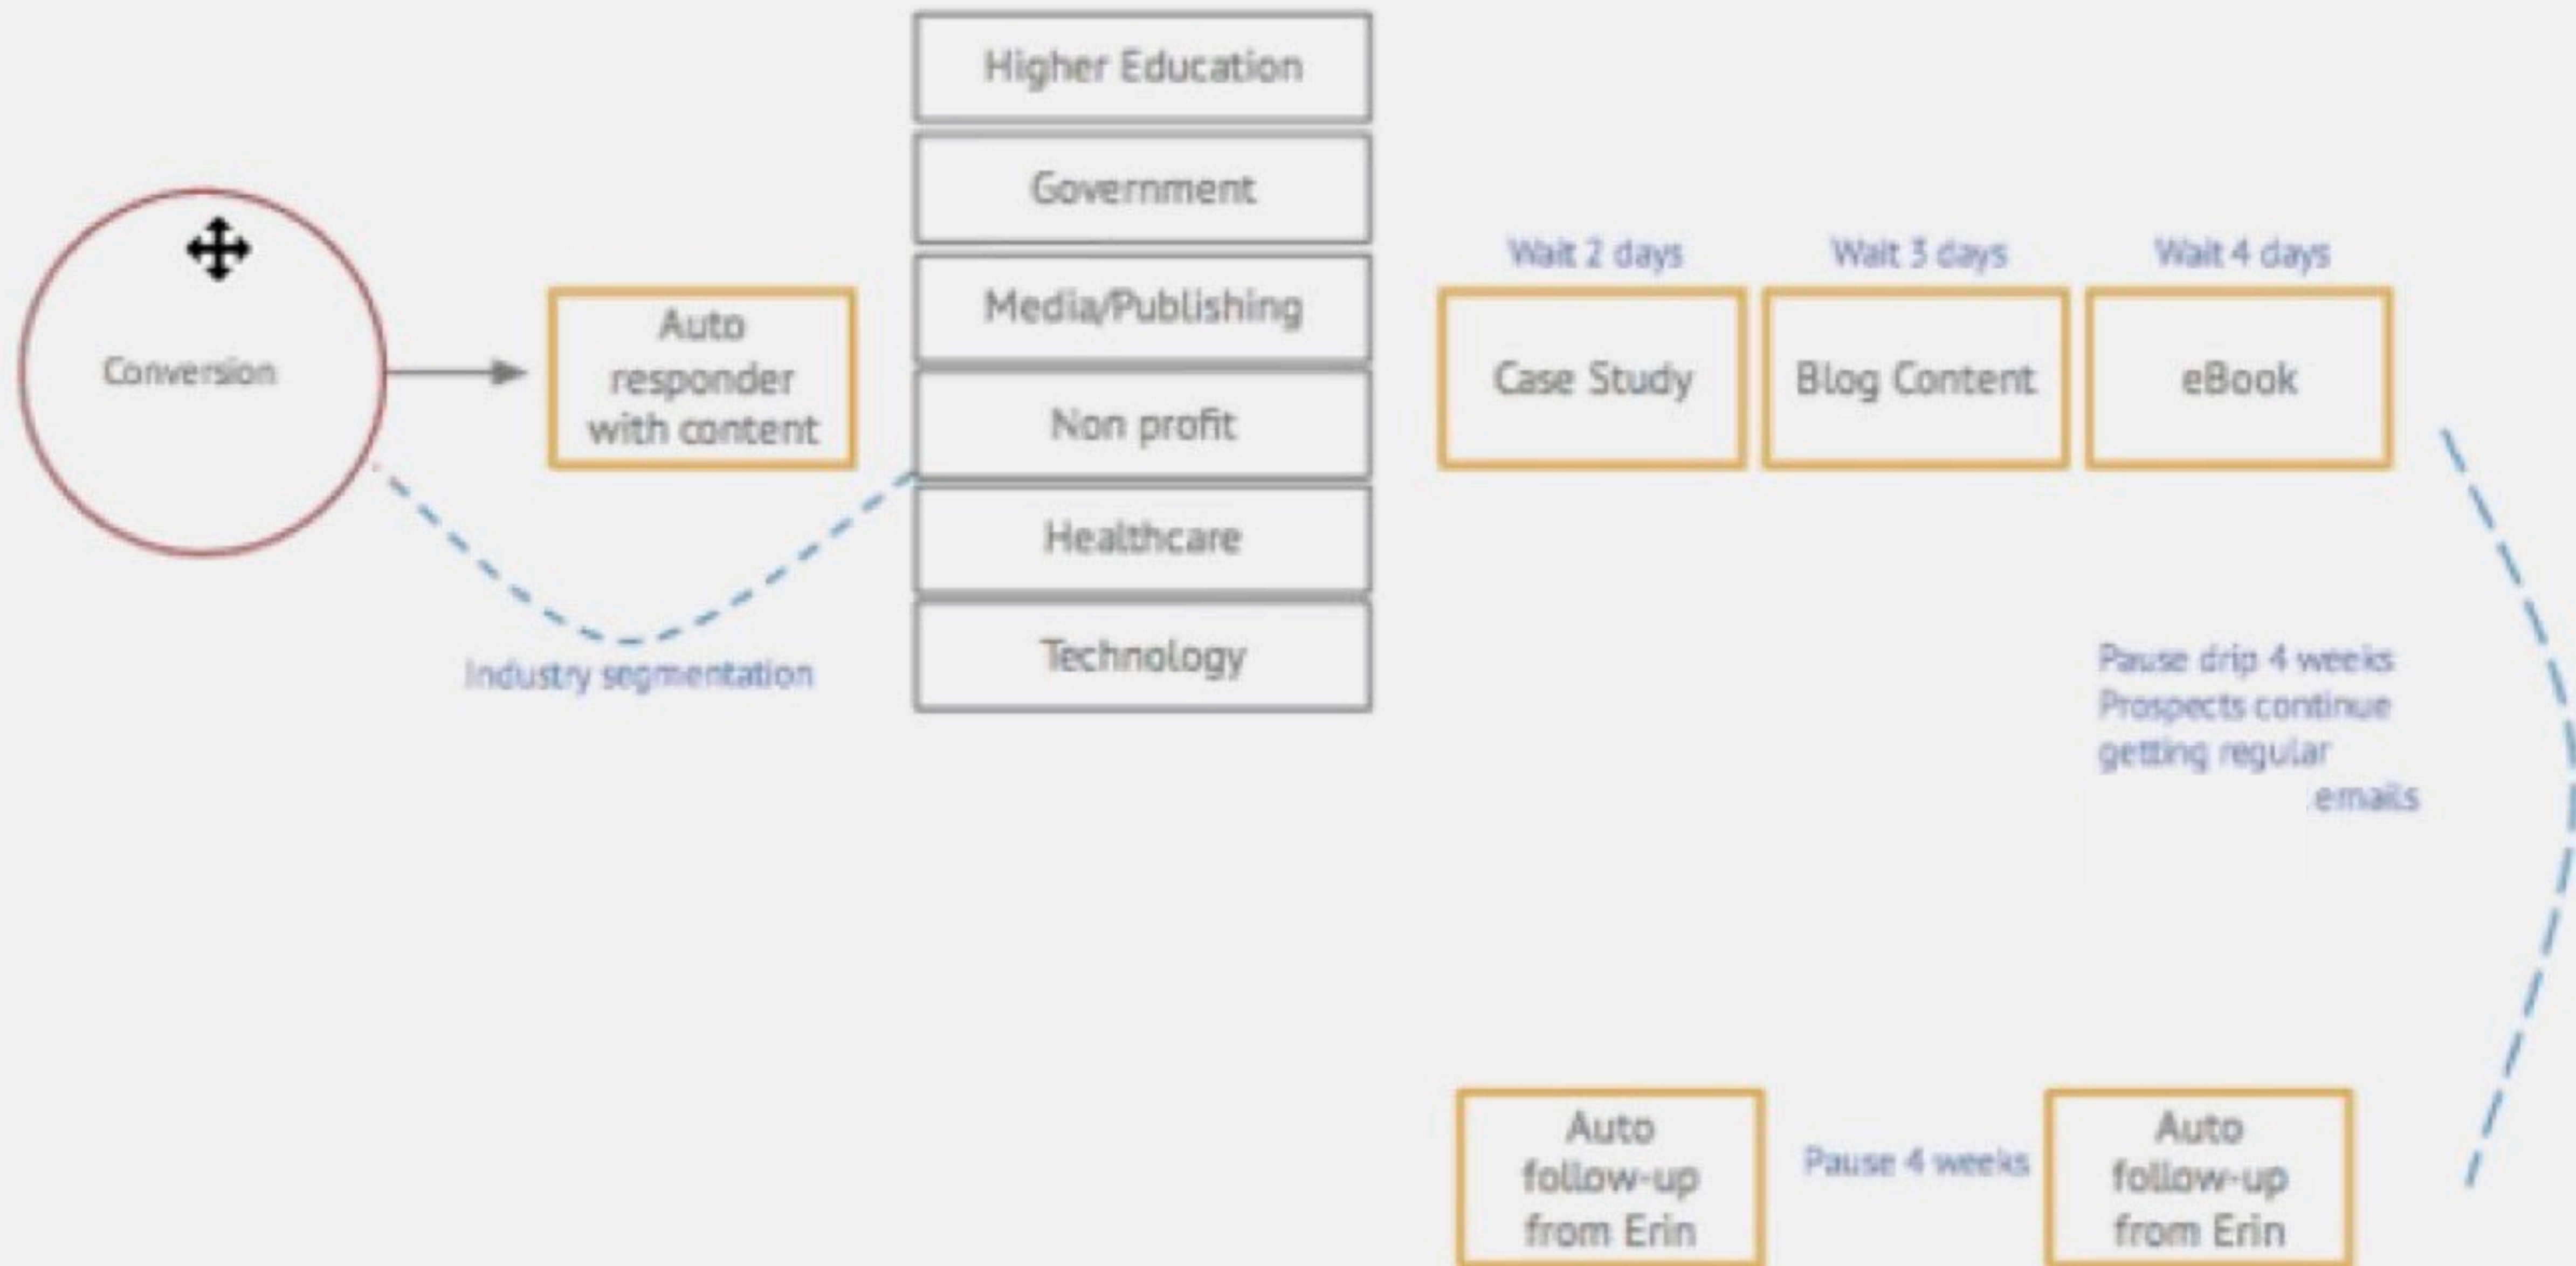 Conversion
Auto
responder
with content
Industry segmentation
Higher Education
Government
Media/Publishing
Non profit
Healthcare
Technology
Wait 2 days
Case Study
Wait 3 days
Blog Content
Wait 4 days
eBook
Pause drip 4 weeks
Prospects continue
getting regular
emails
Auto
follow-up
from Erin
Pause 4 weeks
Auto
follow-up
from Erin